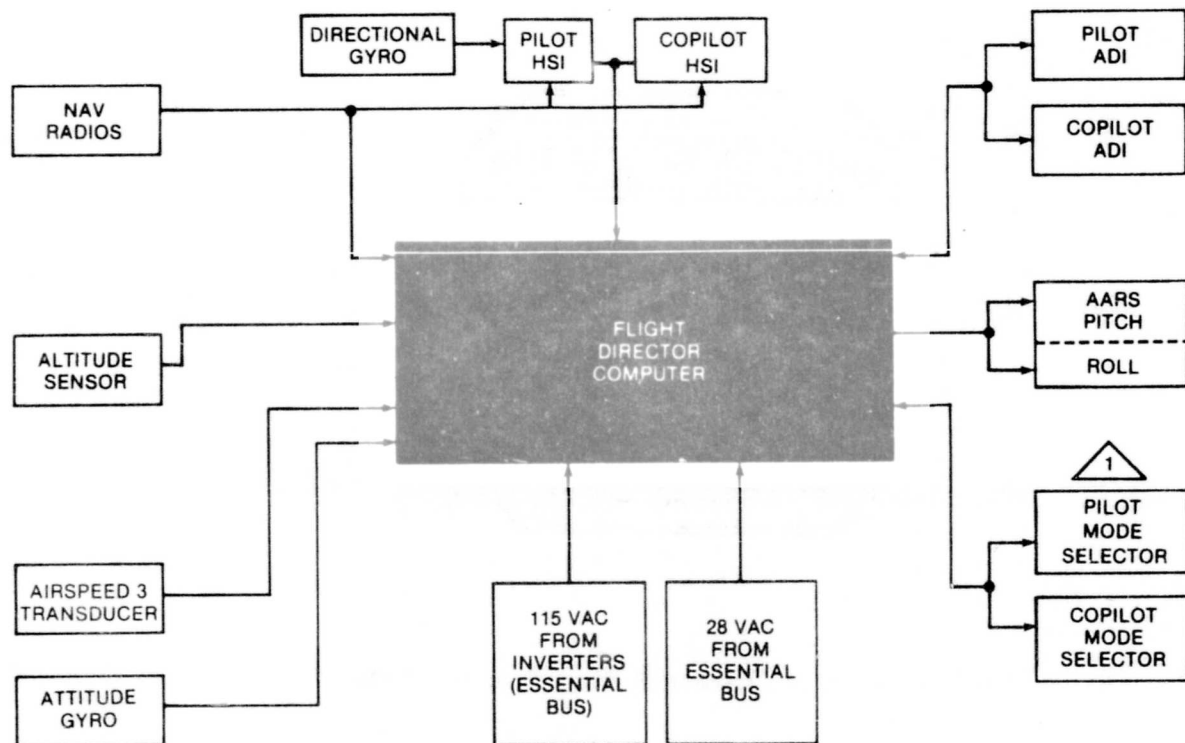 DIRECTIONAL
GYRO
PILOT
HSI
COPILOT
HSI
PILOT
ADI
NAV
RADIOS
COPILOT
ADI
FLIGHT
DIRECTOR
COMPUTER
AARS
PITCH
ROLL
ALTITUDE
SENSOR
1
PILOT
MODE
SELECTOR
AIRSPEED 3
TRANSDUCER
115 VAC
FROM
INVERTERS
(ESSENTIAL
BUS)
28 VAC
FROM
ESSENTIAL
BUS
COPILOT
MODE
SELECTOR
ATTITUDE
GYRO